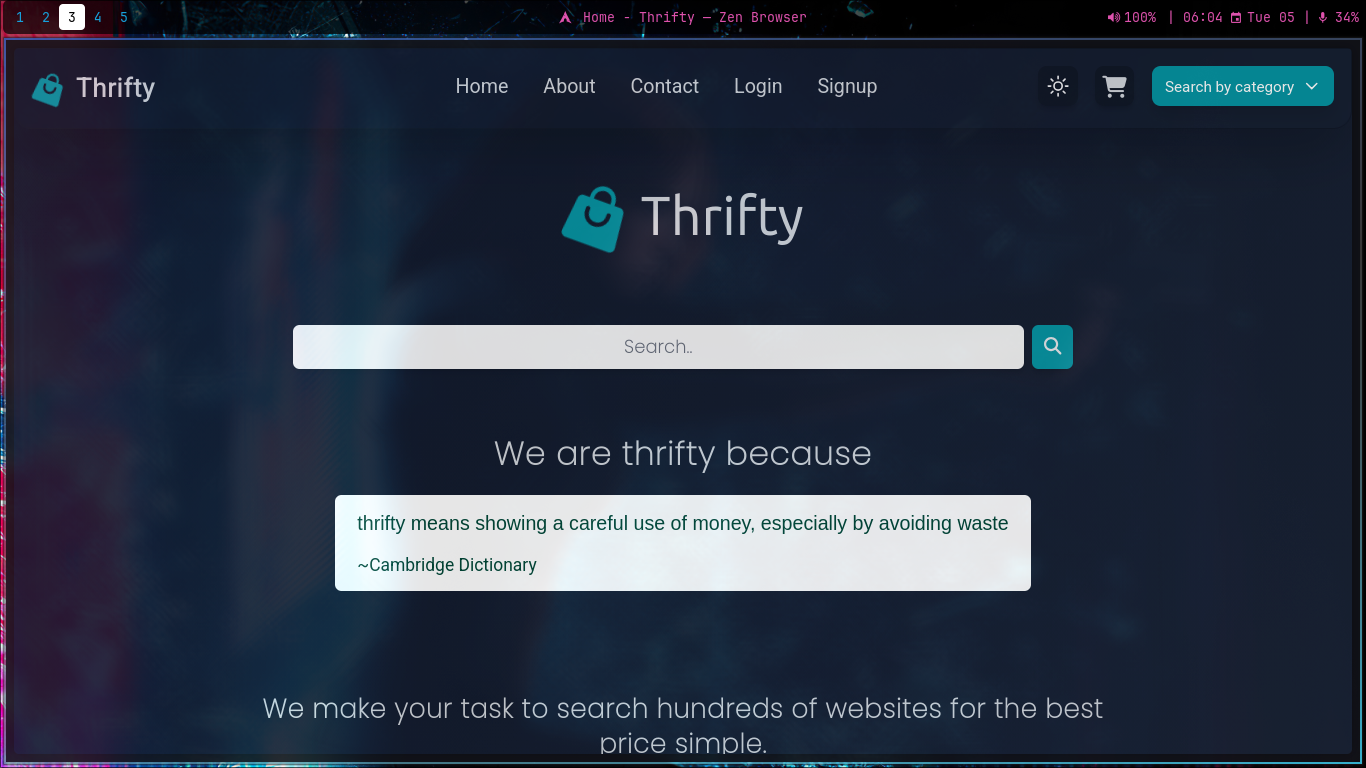 1 2 3 4 5
Home - Thrifty — Zen Browser
100% | 06:04 Tue 05 | 34%
Thrifty
Home About Contact Login Signup
Search by category
Thrifty
Search..
We are thrifty because
thrifty means showing a careful use of money, especially by avoiding waste
~Cambridge Dictionary
We make your task to search hundreds of websites for the best
price simple.